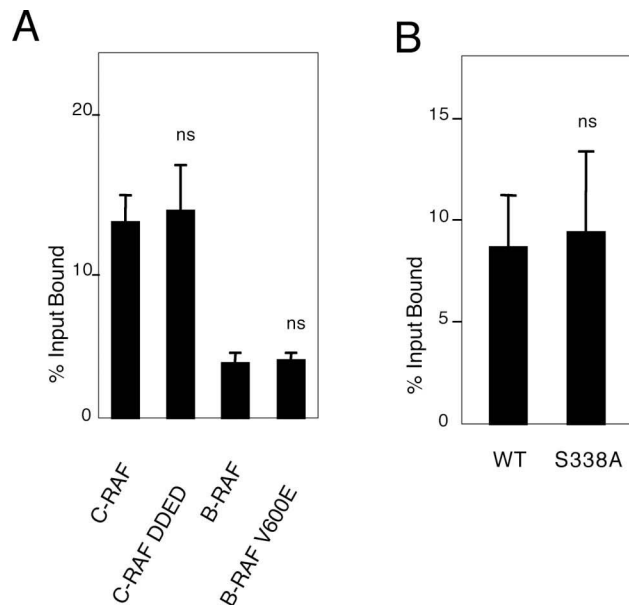 A
% Input Bound
20
10
0
ns
ns
C-RAF
C-RAF DDED
B-RAF
B-RAF V600E
B
% Input Bound
15
10
5
0
ns
WT
S338A